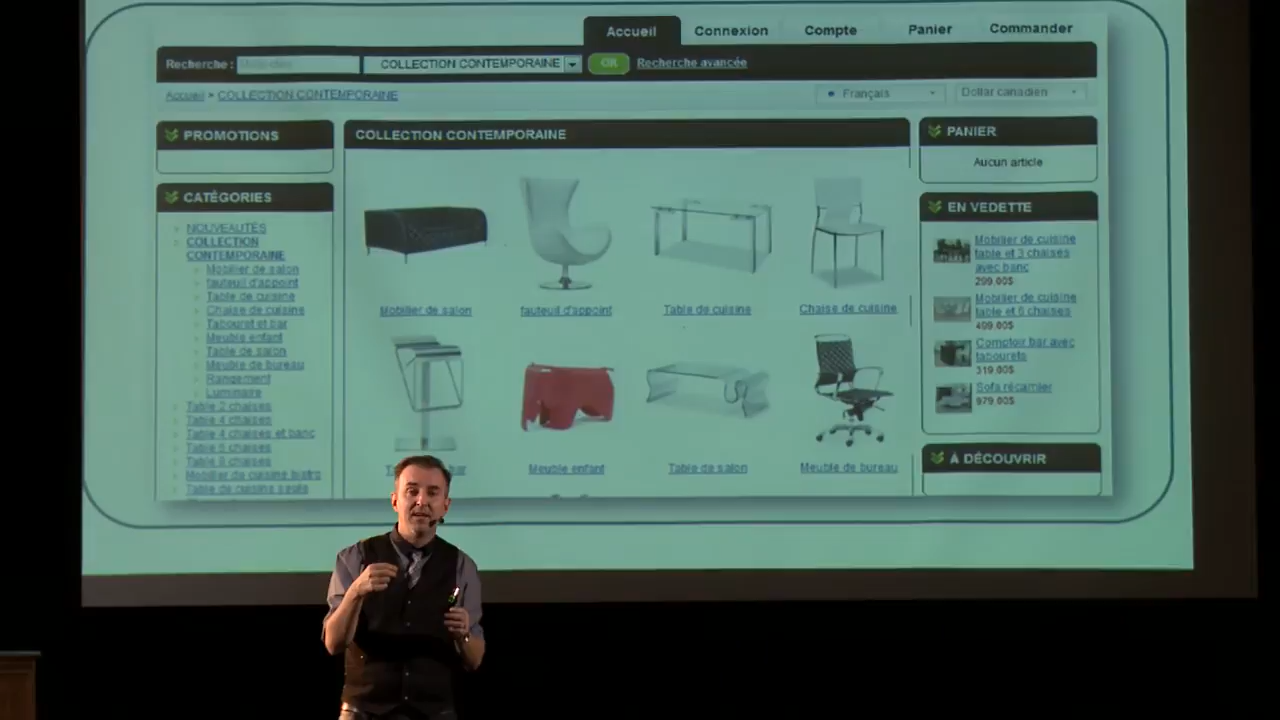 Accueil
Connexion
Compte
Panier
Commander
Recherche :
COLLECTION CONTEMPORAINE
OK
Recherche avancée
Accueil > COLLECTION CONTEMPORAINE
Français
Dollar canadien
PROMOTIONS
CATÉGORIES
NOUVEAUTÉS
COLLECTION
CONTEMPORAINE
Mobilier de salon
fauteuil d'appoint
Table de cuisine
Chaise de cuisine
Tabouret et bar
Meuble enfant
Table de salon
Meuble de bureau
Rangement
Luminaire
Table 2 chaises
Table 4 chaises
Table 4 chaises et banc
Table 6 chaises
Table 8 chaises
Mobilier de cuisine bistro
Table de cuisine seule
COLLECTION CONTEMPORAINE
Mobilier de salon
fauteuil d'appoint
Table de cuisine
Chaise de cuisine
bar
Meuble enfant
Table de salon
Meuble de bureau
PANIER
Aucun article
EN VEDETTE
Mobilier de cuisine
table et 3 chaises
avec banc
299.00$
Mobilier de cuisine
table et 6 chaises
499.00$
Comptoir bar avec
tabourets
319.00$
Sofa récamier
979.00$
À DÉCOUVRIR